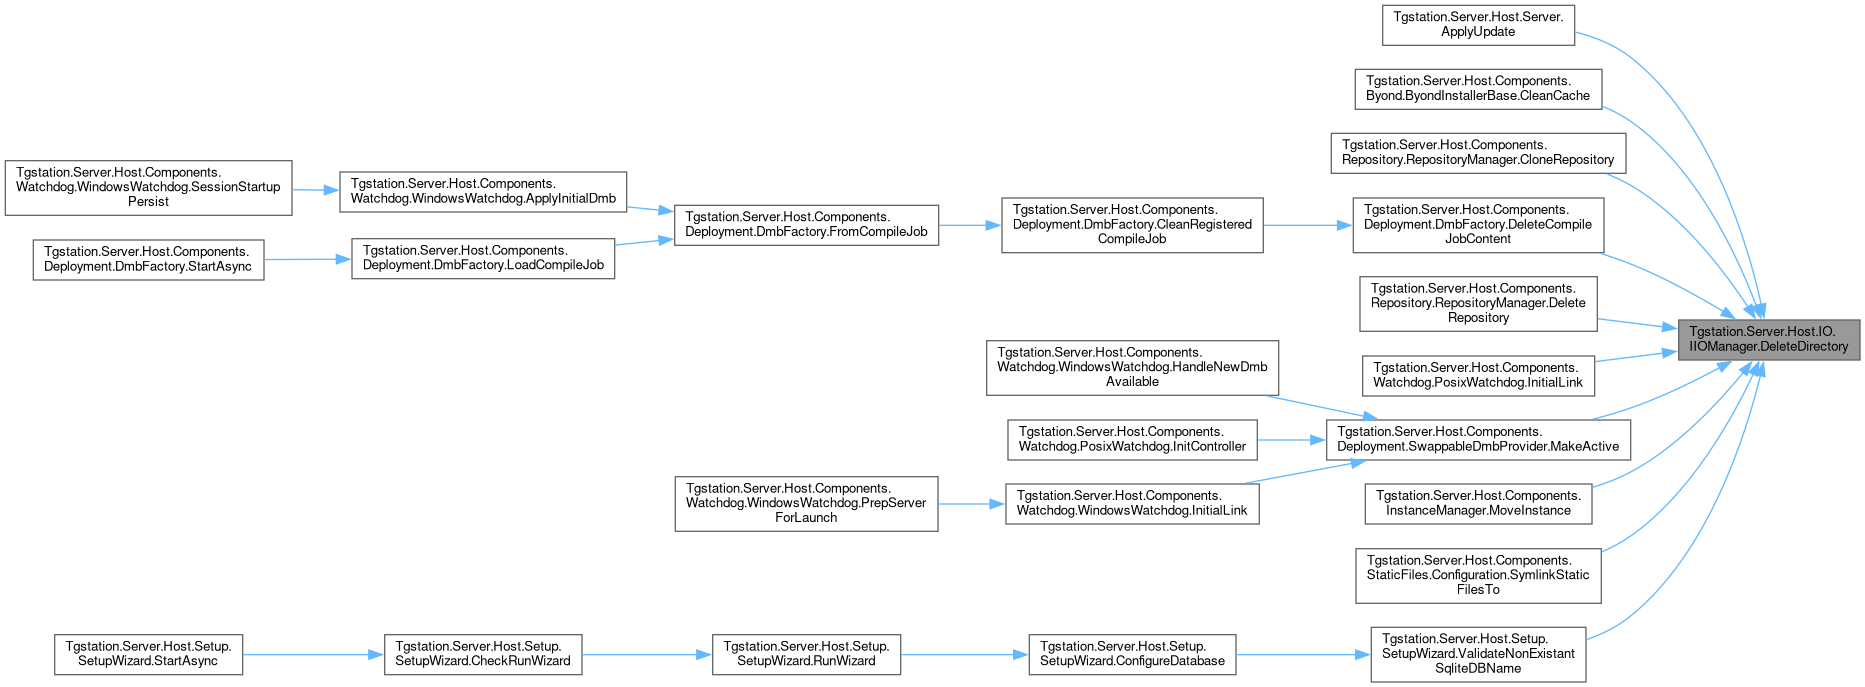 Tgstation.Server.Host.Server.
ApplyUpdate
Tgstation.Server.Host.Components.
Byond.ByondInstallerBase.CleanCache
Tgstation.Server.Host.Components.
Repository.RepositoryManager.CloneRepository
Tgstation.Server.Host.Components.
Watchdog.WindowsWatchdog.SessionStartup
Persist
Tgstation.Server.Host.Components.
Watchdog.WindowsWatchdog.ApplyInitialDmb
Tgstation.Server.Host.Components.
Deployment.DmbFactory.FromCompileJob
Tgstation.Server.Host.Components.
Deployment.DmbFactory.CleanRegistered
CompileJob
Tgstation.Server.Host.Components.
Deployment.DmbFactory.DeleteCompile
JobContent
Tgstation.Server.Host.Components.
Deployment.DmbFactory.StartAsync
Tgstation.Server.Host.Components.
Deployment.DmbFactory.LoadCompileJob
Tgstation.Server.Host.Components.
Repository.RepositoryManager.Delete
Repository
Tgstation.Server.Host.IO.
IIOManager.DeleteDirectory
Tgstation.Server.Host.Components.
Watchdog.WindowsWatchdog.HandleNewDmb
Available
Tgstation.Server.Host.Components.
Watchdog.PosixWatchdog.InitialLink
Tgstation.Server.Host.Components.
Watchdog.PosixWatchdog.InitController
Tgstation.Server.Host.Components.
Deployment.SwappableDmbProvider.MakeActive
Tgstation.Server.Host.Components.
Watchdog.WindowsWatchdog.PrepServer
ForLaunch
Tgstation.Server.Host.Components.
Watchdog.WindowsWatchdog.InitialLink
Tgstation.Server.Host.Components.
InstanceManager.MoveInstance
Tgstation.Server.Host.Components.
StaticFiles.Configuration.SymlinkStatic
FilesTo
Tgstation.Server.Host.Setup.
SetupWizard.StartAsync
Tgstation.Server.Host.Setup.
SetupWizard.CheckRunWizard
Tgstation.Server.Host.Setup.
SetupWizard.RunWizard
Tgstation.Server.Host.Setup.
SetupWizard.ConfigureDatabase
Tgstation.Server.Host.Setup.
SetupWizard.ValidateNonExistant
SqliteDBName